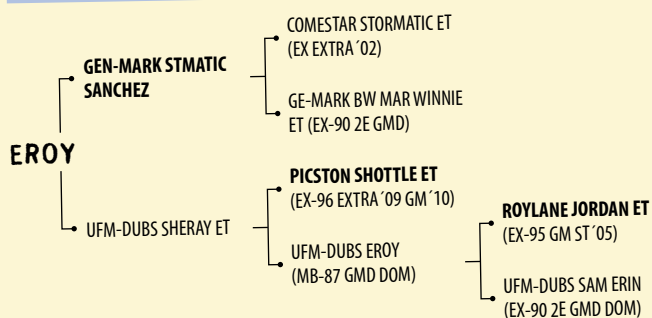 COMESTAR STORMATIC ET
(EX EXTRA´02)
GEN-MARK STMATIC
SANCHEZ
GE-MARK BW MAR WINNIE
ET (EX-90 2E GMD)
EROY
PICSTON SHOTTLE ET
(EX-96 EXTRA´09 GM´10)
UFM-DUBS SHERAY ET
ROYLANE JORDAN ET
(EX-95 GM ST´05)
UFM-DUBS EROY
(MB-87 GMD DOM)
UFM-DUBS SAM ERIN
(EX-90 2E GMD DOM)